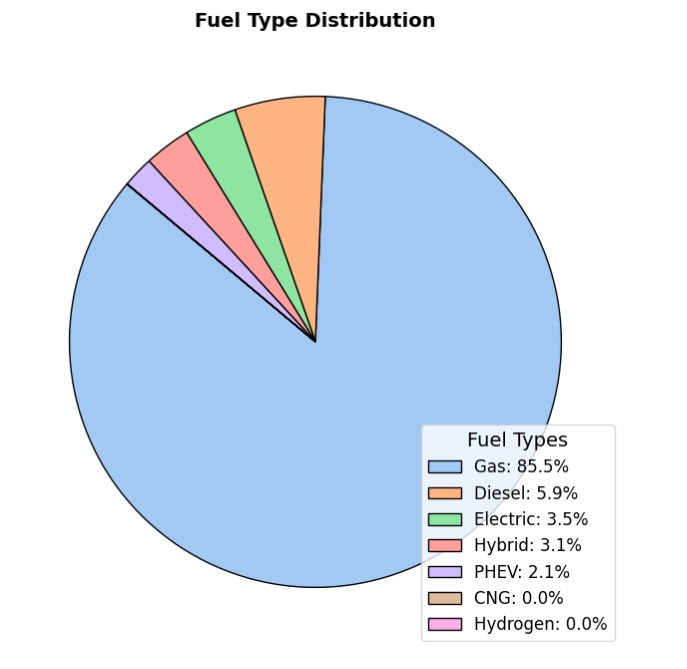 Fuel Type Distribution
Fuel Types
Gas: 85.5%
Diesel: 5.9%
Electric: 3.5%
Hybrid: 3.1%
PHEV: 2.1%
CNG: 0.0%
Hydrogen: 0.0%